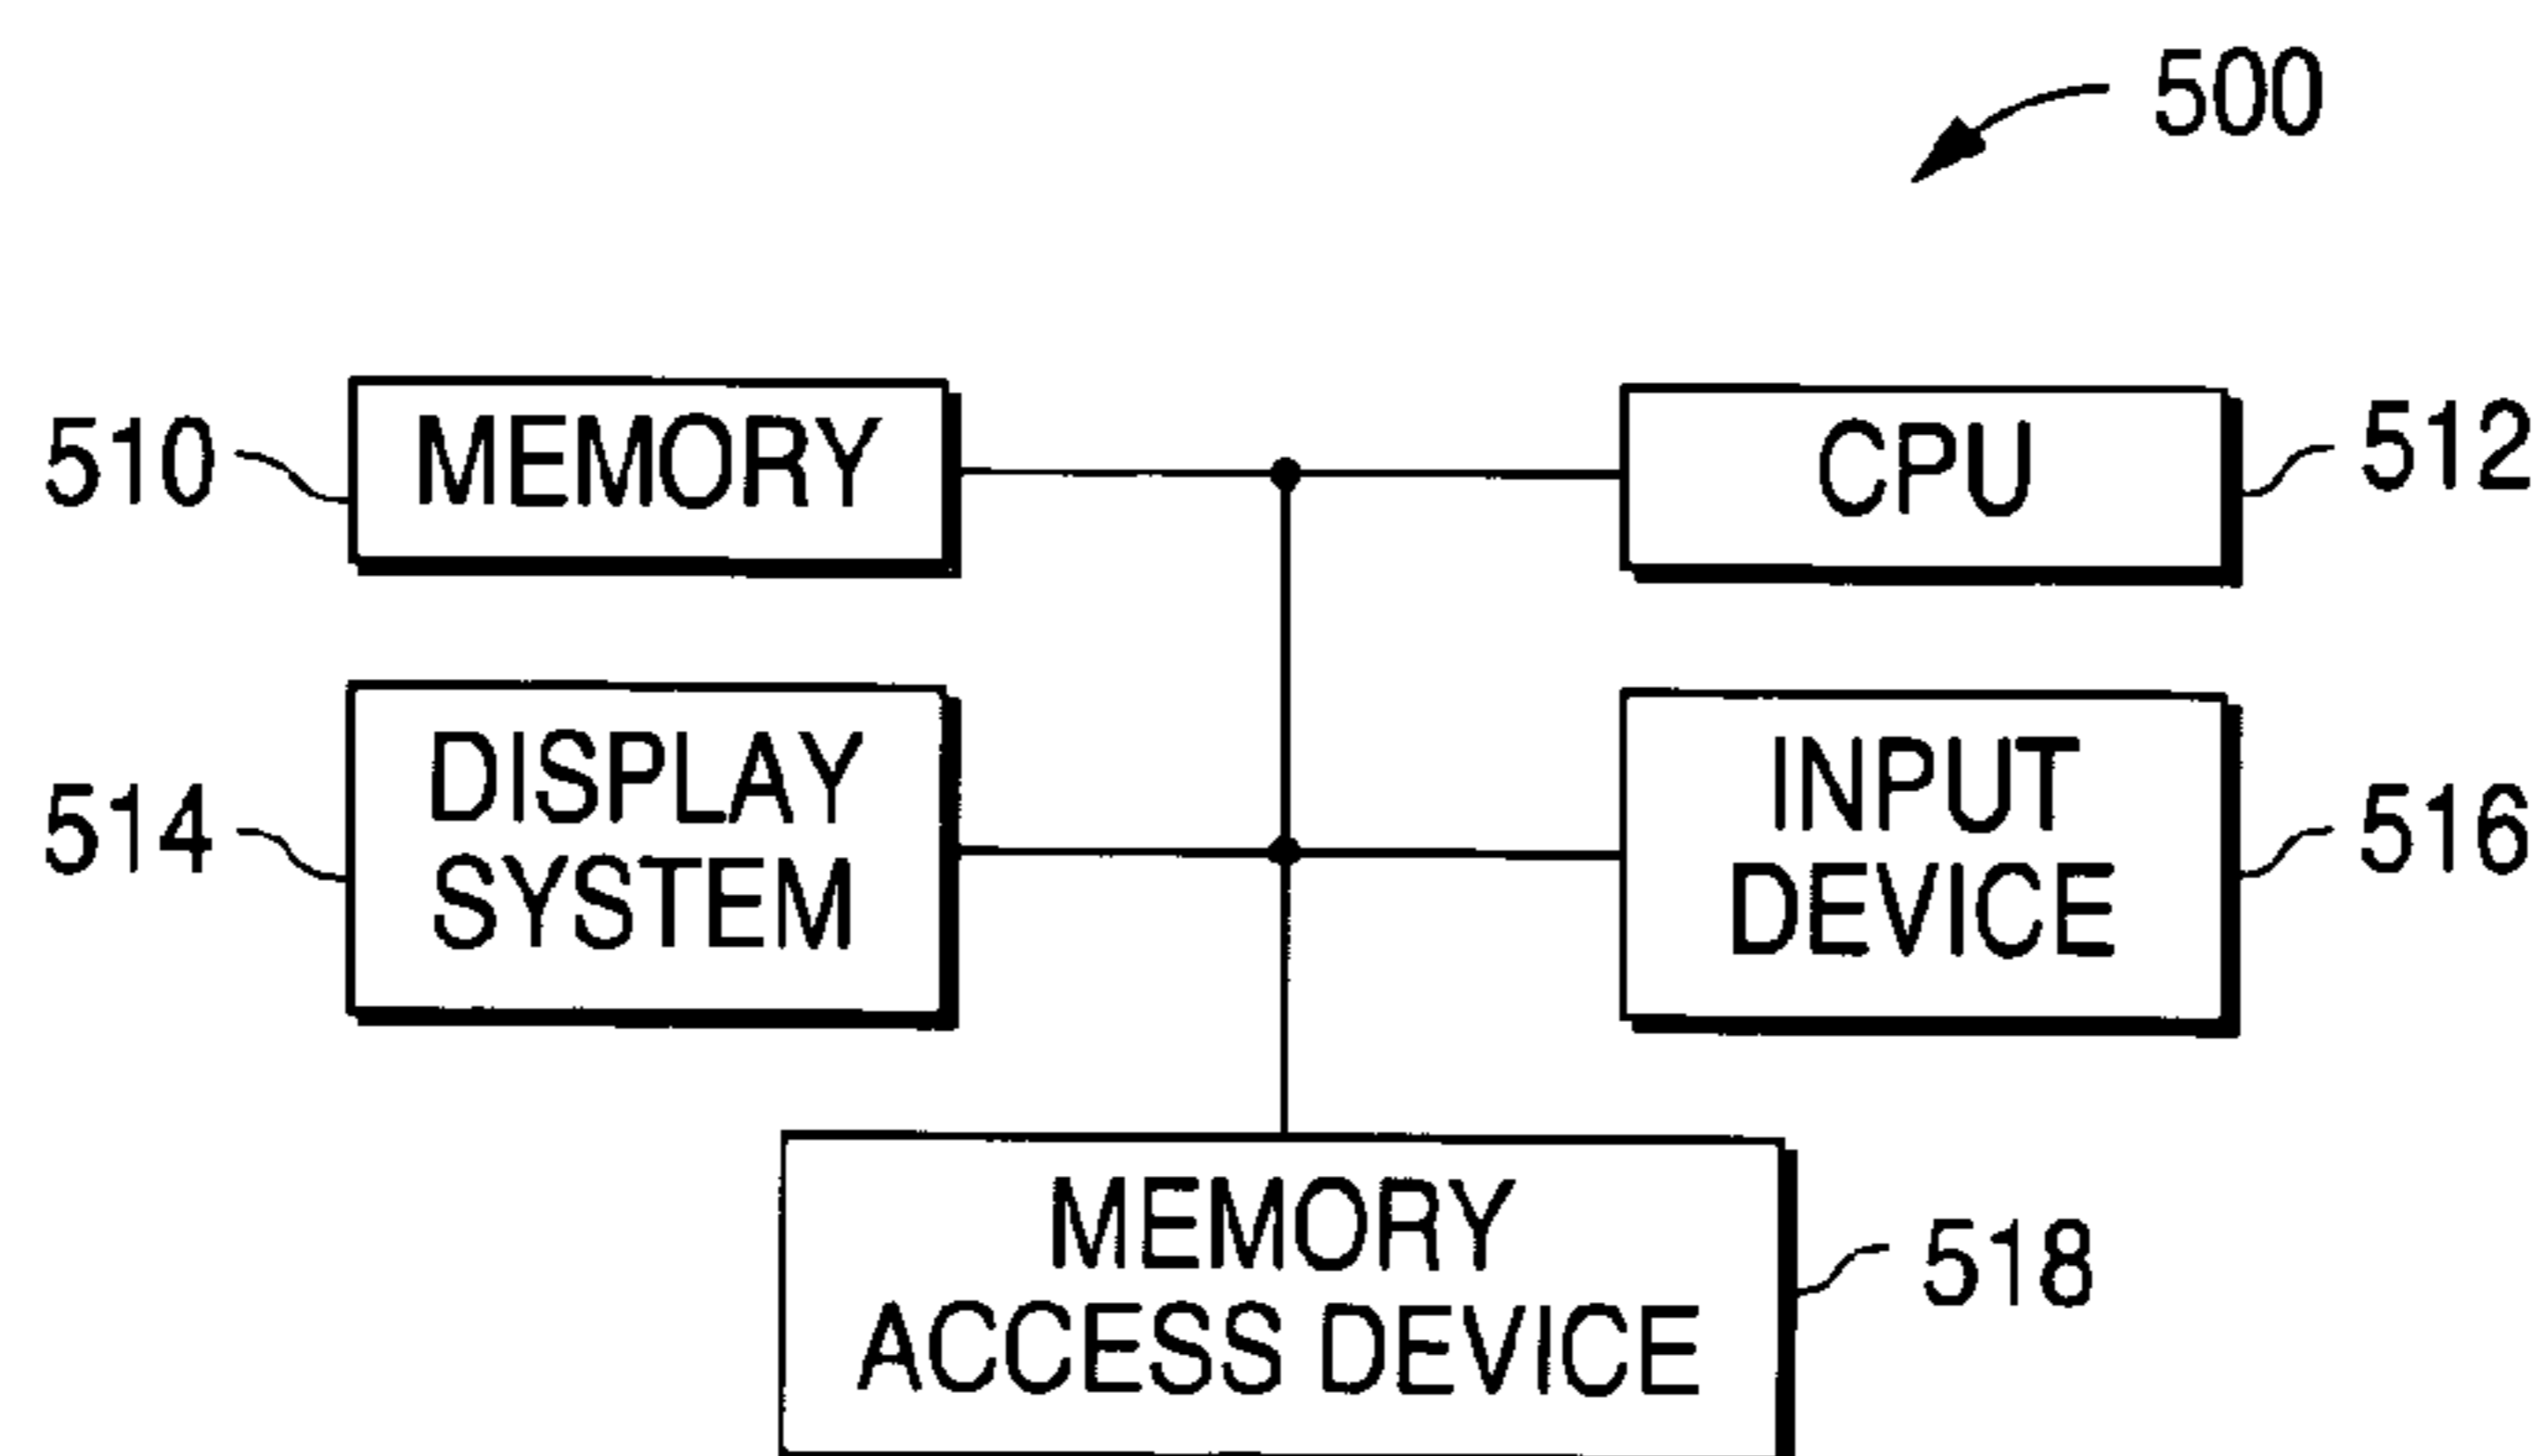 500
510 MEMORY CPU 512
514 DISPLAY SYSTEM
INPUT DEVICE 516
MEMORY
ACCESS DEVICE 518